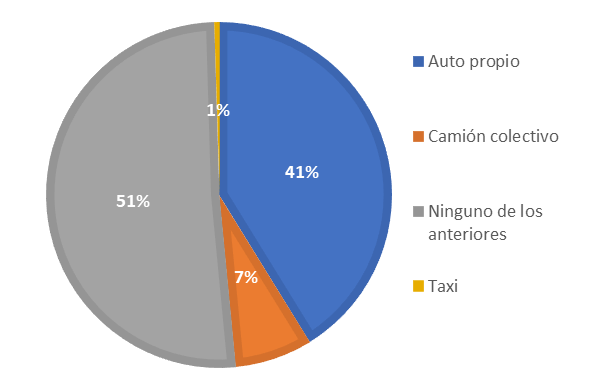 1%
41%
51%
7%
Auto propio
Camión colectivo
Ninguno de los
anteriores
Taxi